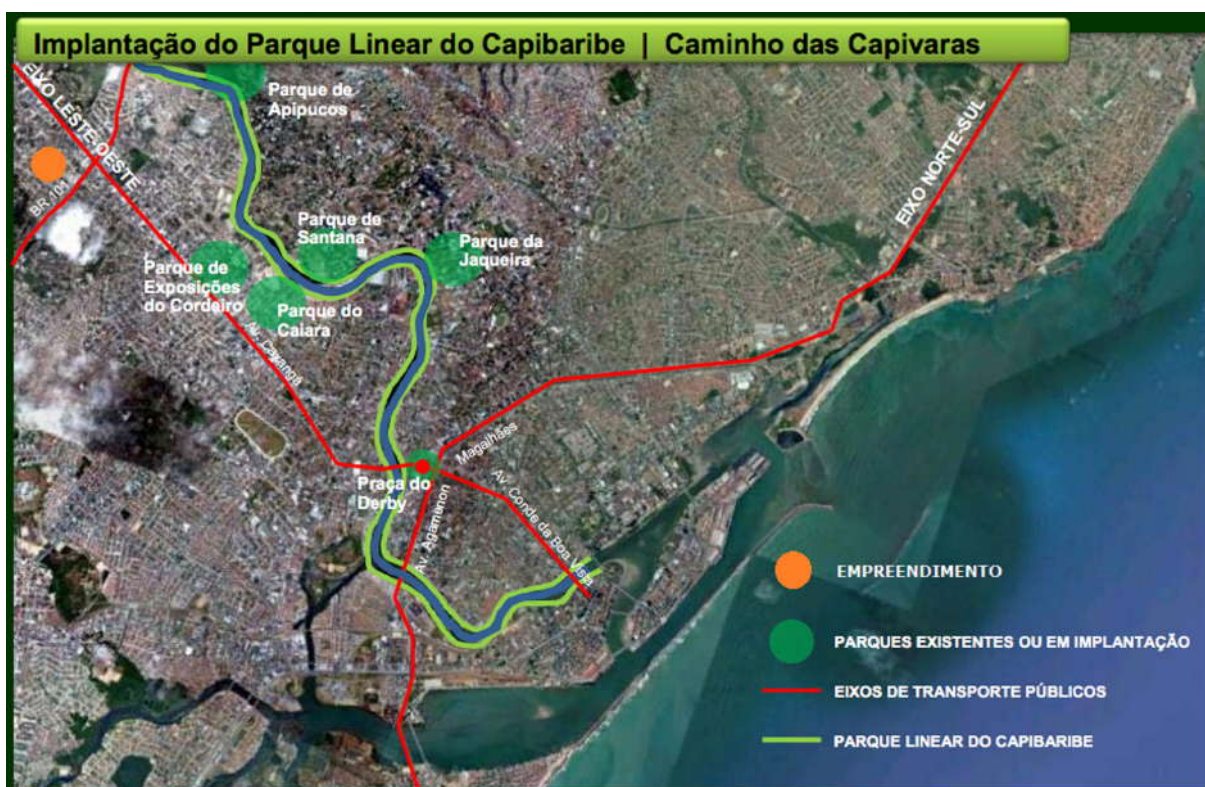 Implantação do Parque Linear do Capibaribe | Caminho das Capivaras
Parque de
Apipucos
EIXO LESTE-OESTE
BR 101
EIXO NORTE-SUL
Parque de
Santana
Parque da
Jaqueira
Parque de
Exposições
do Cordeiro
Parque do
Caiara
Av. Caxangá
Magalhães
Praça do
Derby
Av. Agamenon
Av. Conde da Boa Vista
EMPREENDIMENTO
PARQUES EXISTENTES OU EM IMPLANTAÇÃO
EIXOS DE TRANSPORTE PÚBLICOS
PARQUE LINEAR DO CAPIBARIBE